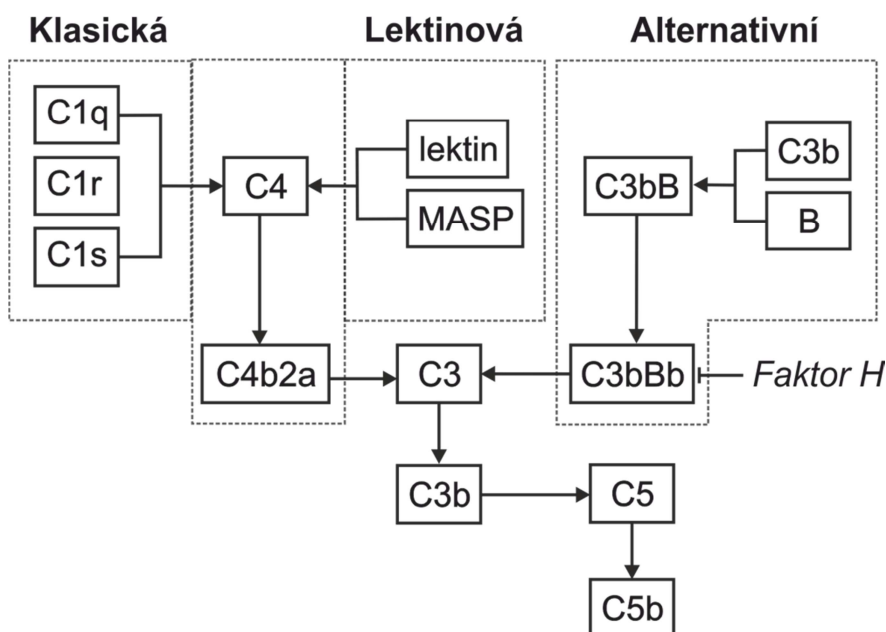 Klasická
Lektinová
Alternativní
C1q
C1r
C1s
C4
lektin
MASP
C3bB
C3b
B
C4b2a
C3
C3bBb
Faktor H
C3b
C5
C5b